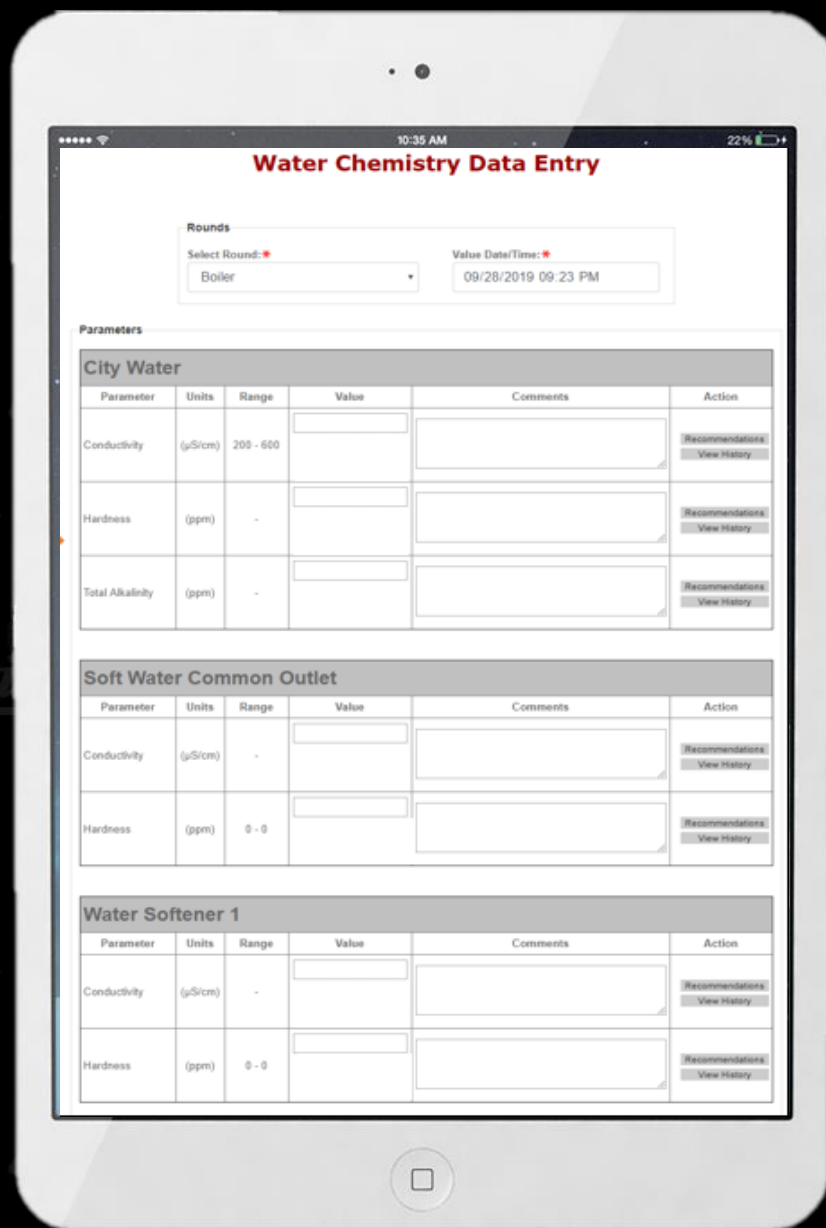 10:35 AM
22%
Water Chemistry Data Entry
Rounds
Select Round:* Value Date/Time:*
Boiler 09/28/2019 09:23 PM
Parameters
City Water
Parameter Units Range Value Comments Action
Conductivity (µS/cm) 200 - 600 Recommendations
View History
Hardness (ppm) - Recommendations
View History
Total Alkalinity (ppm) - Recommendations
View History
Soft Water Common Outlet
Parameter Units Range Value Comments Action
Conductivity (µS/cm) - Recommendations
View History
Hardness (ppm) 0 - 0 Recommendations
View History
Water Softener 1
Parameter Units Range Value Comments Action
Conductivity (µS/cm) - Recommendations
View History
Hardness (ppm) 0 - 0 Recommendations
View History